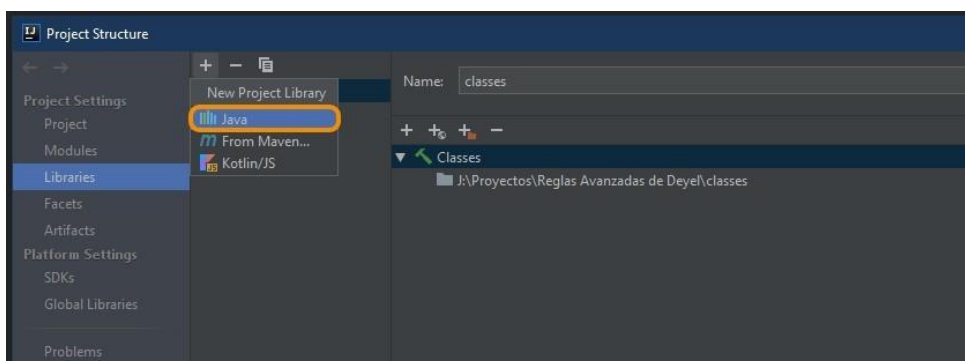 Project Structure
Project Settings
Project
Modules
Libraries
Facets
Artifacts
Platform Settings
SDKs
Global Libraries
Problems
New Project Library
Java
From Maven...
Kotlin/JS
Name: classes
Classes
J:\Proyectos\Reglas Avanzadas de Deyel\classes